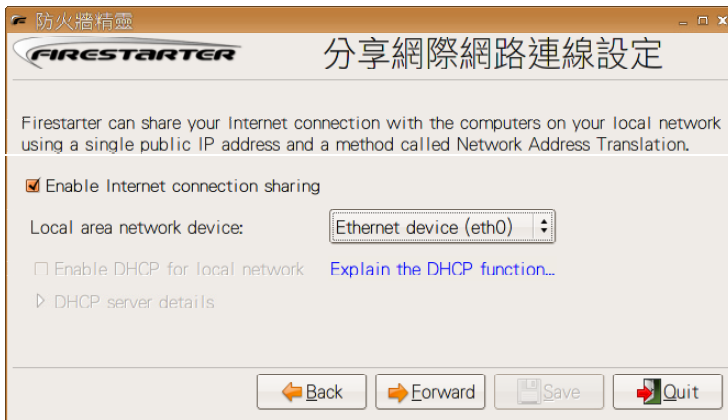 防火牆精靈
FIRESTARTER
分享網際網路連線設定
Firestarter can share your Internet connection with the computers on your local network
using a single public IP address and a method called Network Address Translation.
Enable Internet connection sharing
Local area network device: Ethernet device (eth0)
Enable DHCP for local network Explain the DHCP function...
DHCP server details
Back Forward Save Quit